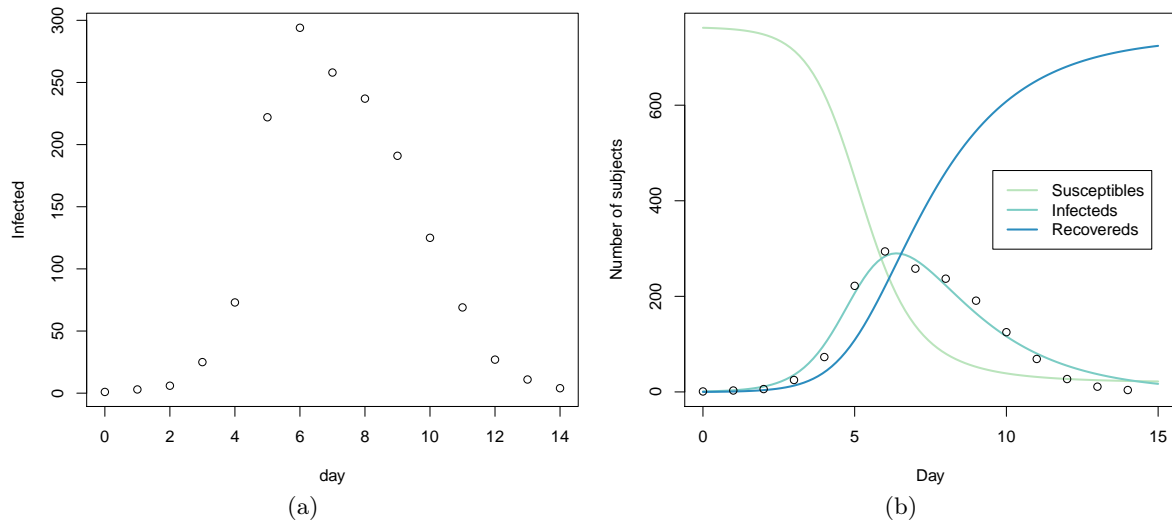 300
250
200
150
100
50
0
Infected
0 2 4 6 8 10 12 14
day
(a)
600
400
200
0
Number of subjects
Susceptibles
Infecteds
Recovereds
0 5 10 15
Day
(b)